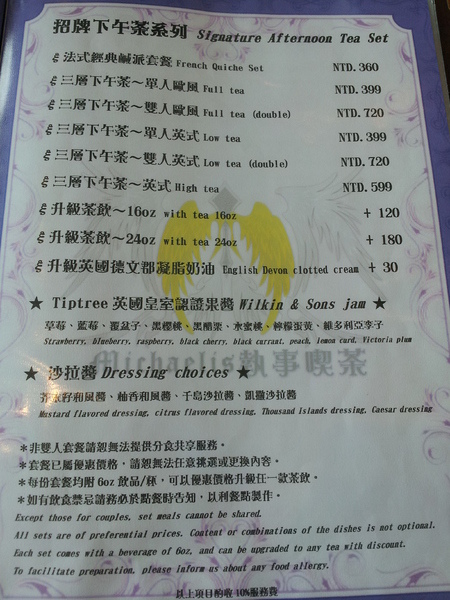 招牌下午茶系列 Signature Afternoon Tea Set
ξ 法式經典鹹派套餐 French Quiche Set NTD. 360
ξ 三層下午茶～單人歐風 Full tea NTD. 399
ξ 三層下午茶～雙人歐風 Full tea (double) NTD. 720
ξ 三層下午茶～單人英式 Low tea NTD. 399
ξ 三層下午茶～雙人英式 Low tea (double) NTD. 720
ξ 三層下午茶～英式 High tea NTD. 599
ξ 升級茶飲～16oz with tea 16oz + 120
ξ 升級茶飲～24oz with tea 24oz + 180
ξ 升級英國德文郡凝脂奶油 English Devon clotted cream + 30
★ Tiptree 英國皇室認證果醬 Wilkin & Sons jam ★
草莓、藍莓、覆盆子、黑櫻桃、黑醋栗、水蜜桃、檸檬蛋黃、維多利亞李子
Strawberry, blueberry, raspberry, black cherry, black currant, peach, lemon curd, Victoria plum
Michaelis執事喫茶
★ 沙拉醬 Dressing choices ★
芥末籽和風醬、柚香和風醬、千島沙拉醬、凱撒沙拉醬
Mustard flavored dressing, citrus flavored dressing, Thousand islands dressing, Caesar dressing
＊非雙人套餐請恕無法提供分食共享服務。
＊套餐已屬優惠價格，請恕無法任意挑選或更換內容。
＊每份套餐均附 6oz 飲品/杯，可以優惠價格升級任一款茶飲。
＊如有飲食禁忌請務必於點餐時告知，以利餐點製作。
Except those for couples, set meals cannot be shared.
All sets are of preferential prices. Content or combinations of the dishes is not optional.
Each set comes with a beverage of 6oz, and can be upgraded to any tea with discount.
To facilitate preparation, please inform us about any food allergy.
以上項目酌收 10%服務費